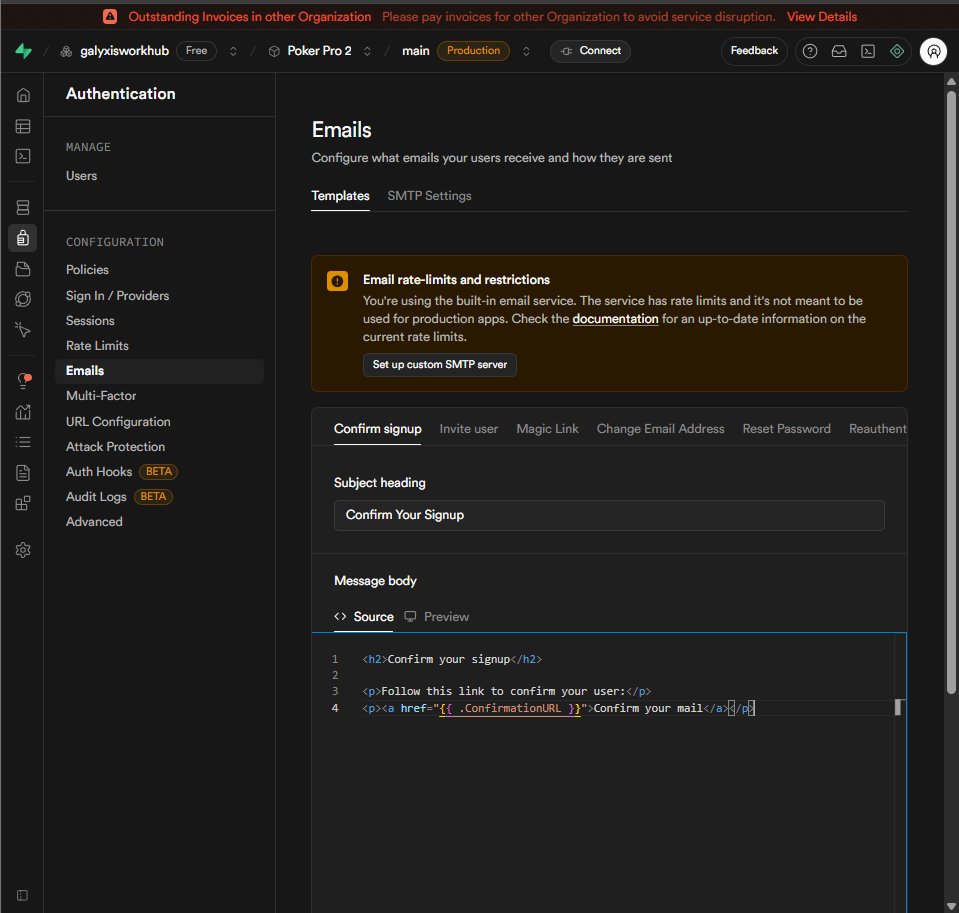 Outstanding Invoices in other Organization Please pay invoices for other Organization to avoid service disruption. View Details
/ galyxisworkhub Free / Poker Pro 2 / main Production Connect Feedback
Authentication
MANAGE
Users
CONFIGURATION
Policies
Sign In / Providers
Sessions
Rate Limits
Emails
Multi-Factor
URL Configuration
Attack Protection
Auth Hooks BETA
Audit Logs BETA
Advanced
Emails
Configure what emails your users receive and how they are sent
Templates SMTP Settings
Email rate-limits and restrictions
You're using the built-in email service. The service has rate limits and it's not meant to be
used for production apps. Check the documentation for an up-to-date information on the
current rate limits.
Set up custom SMTP server
Confirm signup Invite user Magic Link Change Email Address Reset Password Reauthent
Subject heading
Confirm Your Signup
Message body
<> Source Preview
1 <h2>Confirm your signup</h2>
2
3 <p>Follow this link to confirm your user:</p>
4 <p><a href="{{ .ConfirmationURL }}">Confirm your mail</a></p>